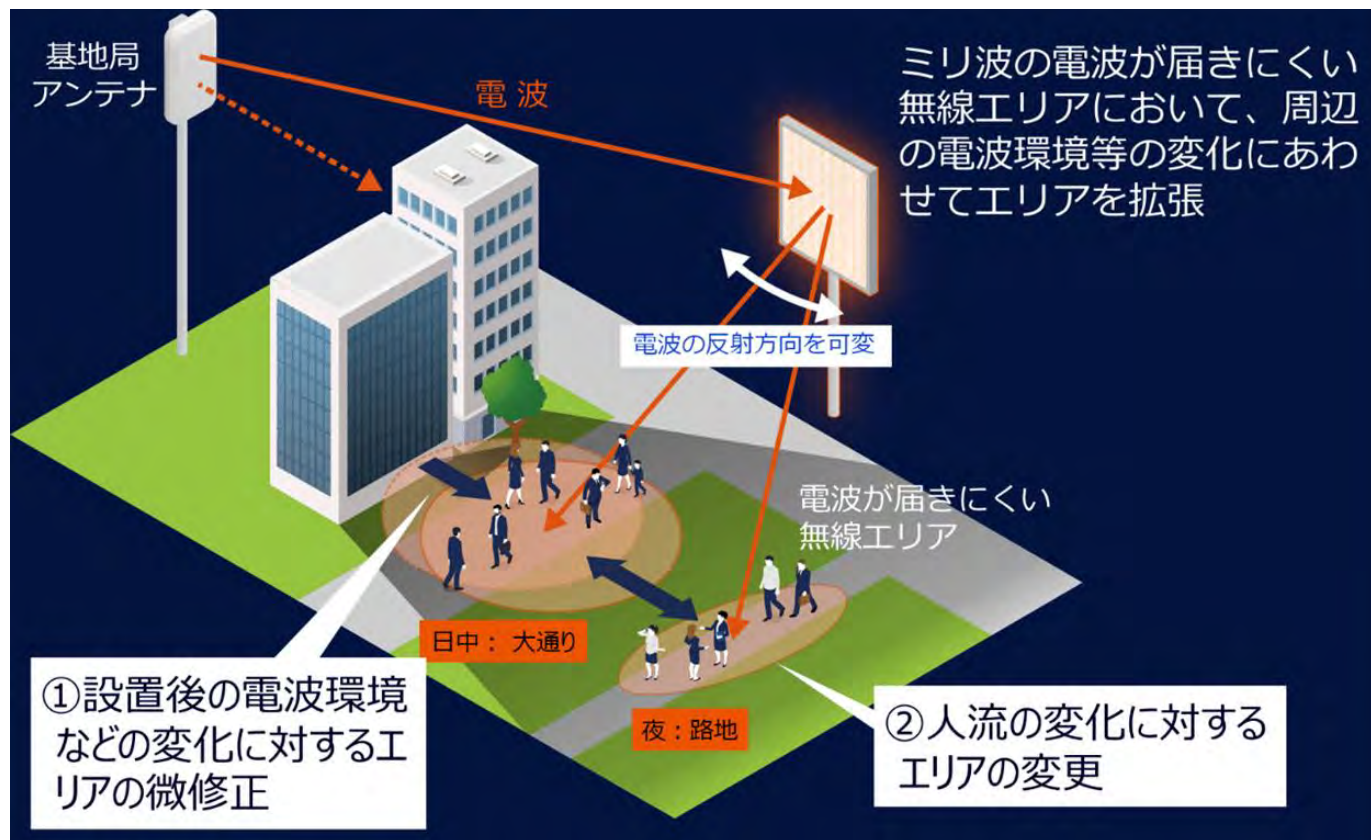 基地局
アンテナ
電 波
ミリ波の電波が届きにくい
無線エリアにおいて、周辺
の電波環境等の変化にあわ
せてエリアを拡張
電波の反射方向を可変
電波が届きにくい
無線エリア
日中： 大通り
①設置後の電波環境
などの変化に対するエ
リアの微修正
夜：路地
②人流の変化に対する
エリアの変更